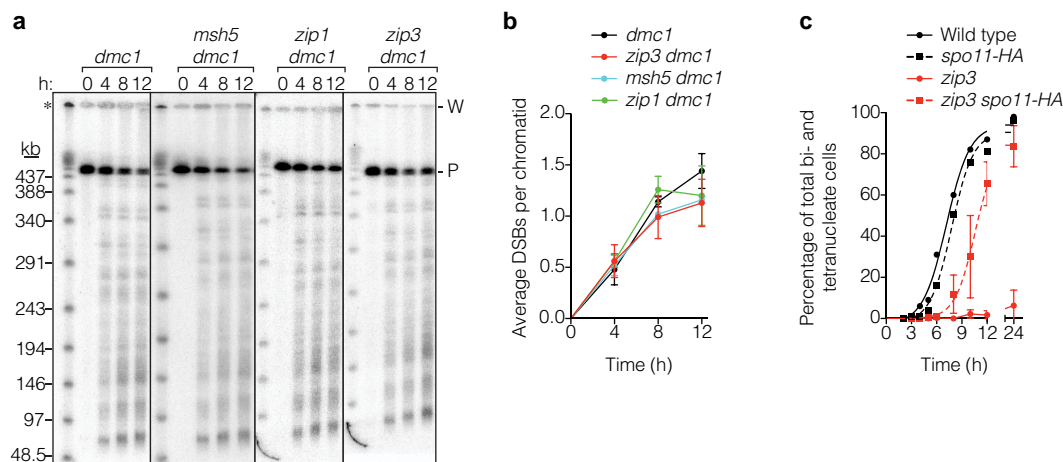 a
msh5 zip1 zip3
dmc1 dmc1 dmc1 dmc1
h: 0 4 8 12 0 4 8 12 0 4 8 12 0 4 8 12
* W
kb
P
437
388
340
291
243
194
146
97
48.5
b
dmc1
zip3 dmc1
msh5 dmc1
zip1 dmc1
Average DSBs per chromatid
2.0
1.5
1.0
0.5
0
0 4 8 12
Time (h)
c
Wild type
spo11-HA
zip3
zip3 spo11-HA
Percentage of total bi- and
tetranucleate cells
100
80
60
40
20
0
0 3 6 9 12 24
Time (h)